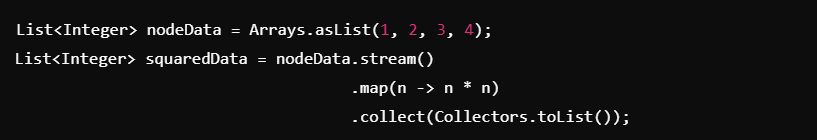 List<Integer> nodeData = Arrays.asList(1, 2, 3, 4);
List<Integer> squaredData = nodeData.stream()
.map(n -> n * n)
.collect(Collectors.toList());